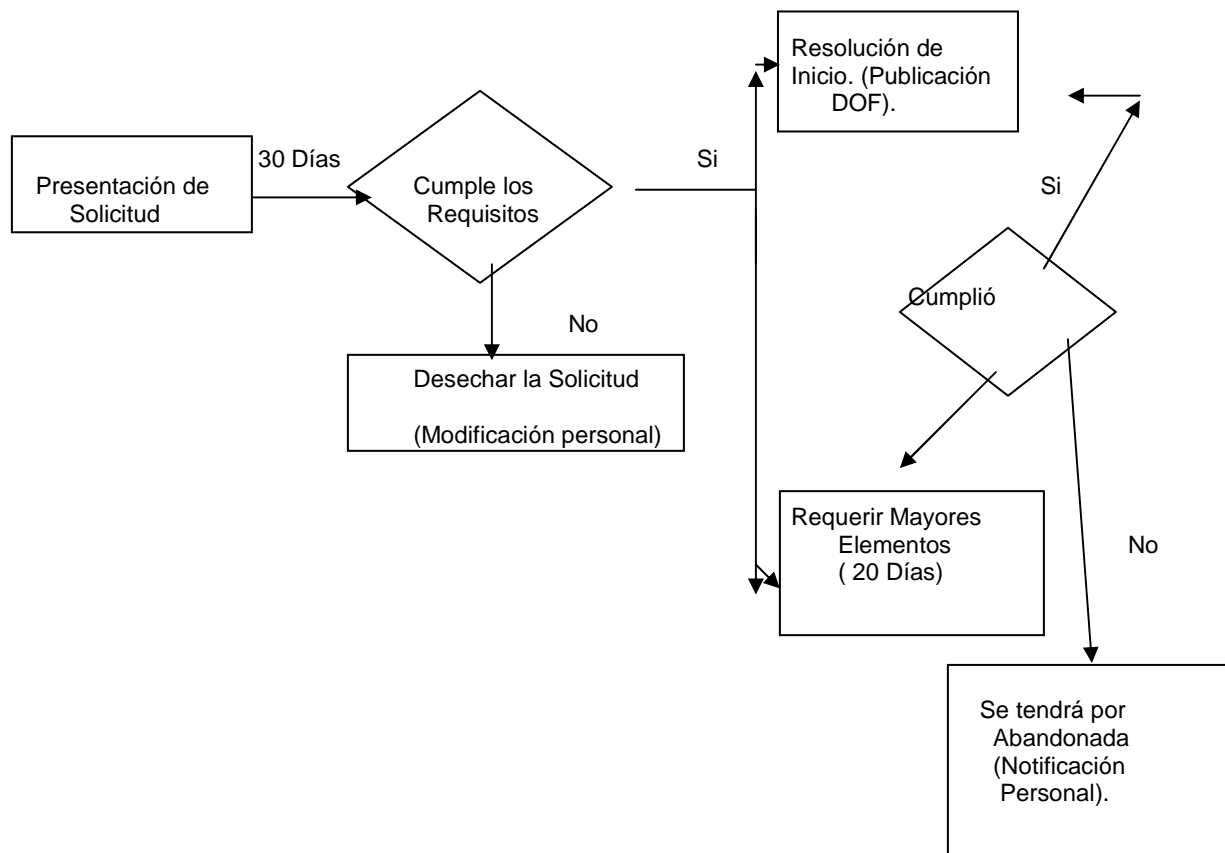 Resolución de
Inicio. (Publicación
DOF).
30 Días
Si
Presentación de
Solicitud
Cumple los
Requisitos
Si
Cumplió
No
Desechar la Solicitud
(Modificación personal)
Requerir Mayores
Elementos
( 20 Días)
No
Se tendrá por
Abandonada
(Notificación
Personal).